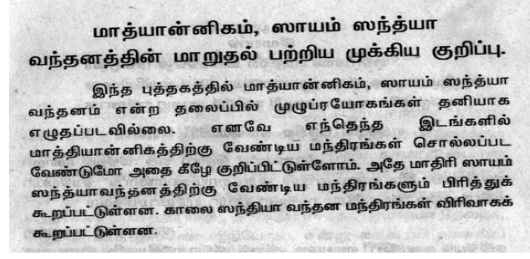 மாத்யான்னிகம், ஸாயம் ஸந்த்யா
வந்தனத்தின் மாறுதல் பற்றிய முக்கிய குறிப்பு.
இந்த புத்தகத்தில் மாத்யான்னிகம், ஸாயம் ஸந்த்யா
வந்தனம் என்ற தலைப்பில் முழுப்ரயோகங்கள் தனியாக
எழுதப்படவில்லை. எனவே எந்தெந்த இடங்களில்
மாத்தியான்னிகத்திற்கு வேண்டிய மந்திரங்கள் சொல்லப்பட
வேண்டுமோ அதை கீழே குறிப்பிட்டுள்ளோம். அதே மாதிரி ஸாயம்
ஸந்த்யாவந்தனத்திற்கு வேண்டிய மந்திரங்களும் பிரித்துக்
கூறப்பட்டுள்ளன. காலை ஸந்தியா வந்தன மந்திரங்கள் விரிவாகக்
கூறப்பட்டுள்ளன.